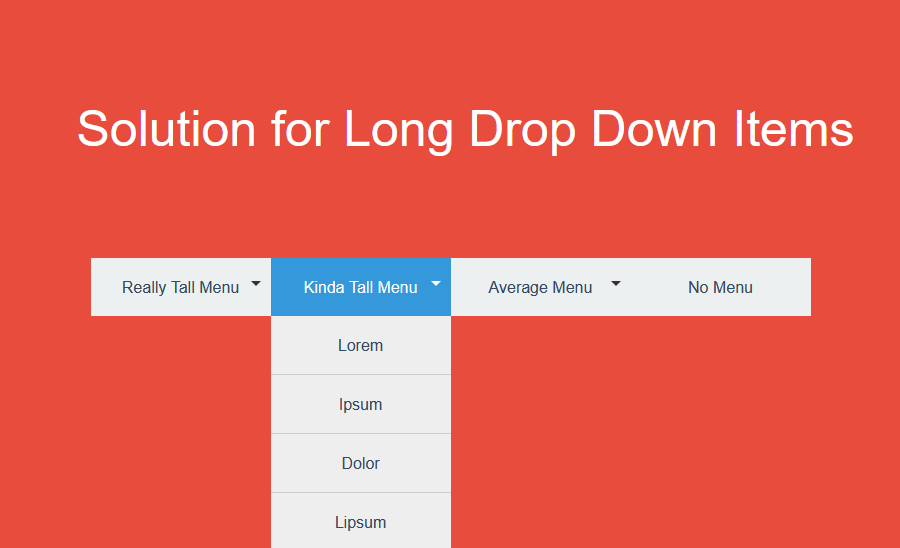 Solution for Long Drop Down Items
Really Tall Menu Kinda Tall Menu Average Menu No Menu
Lorem
Ipsum
Dolor
Lipsum